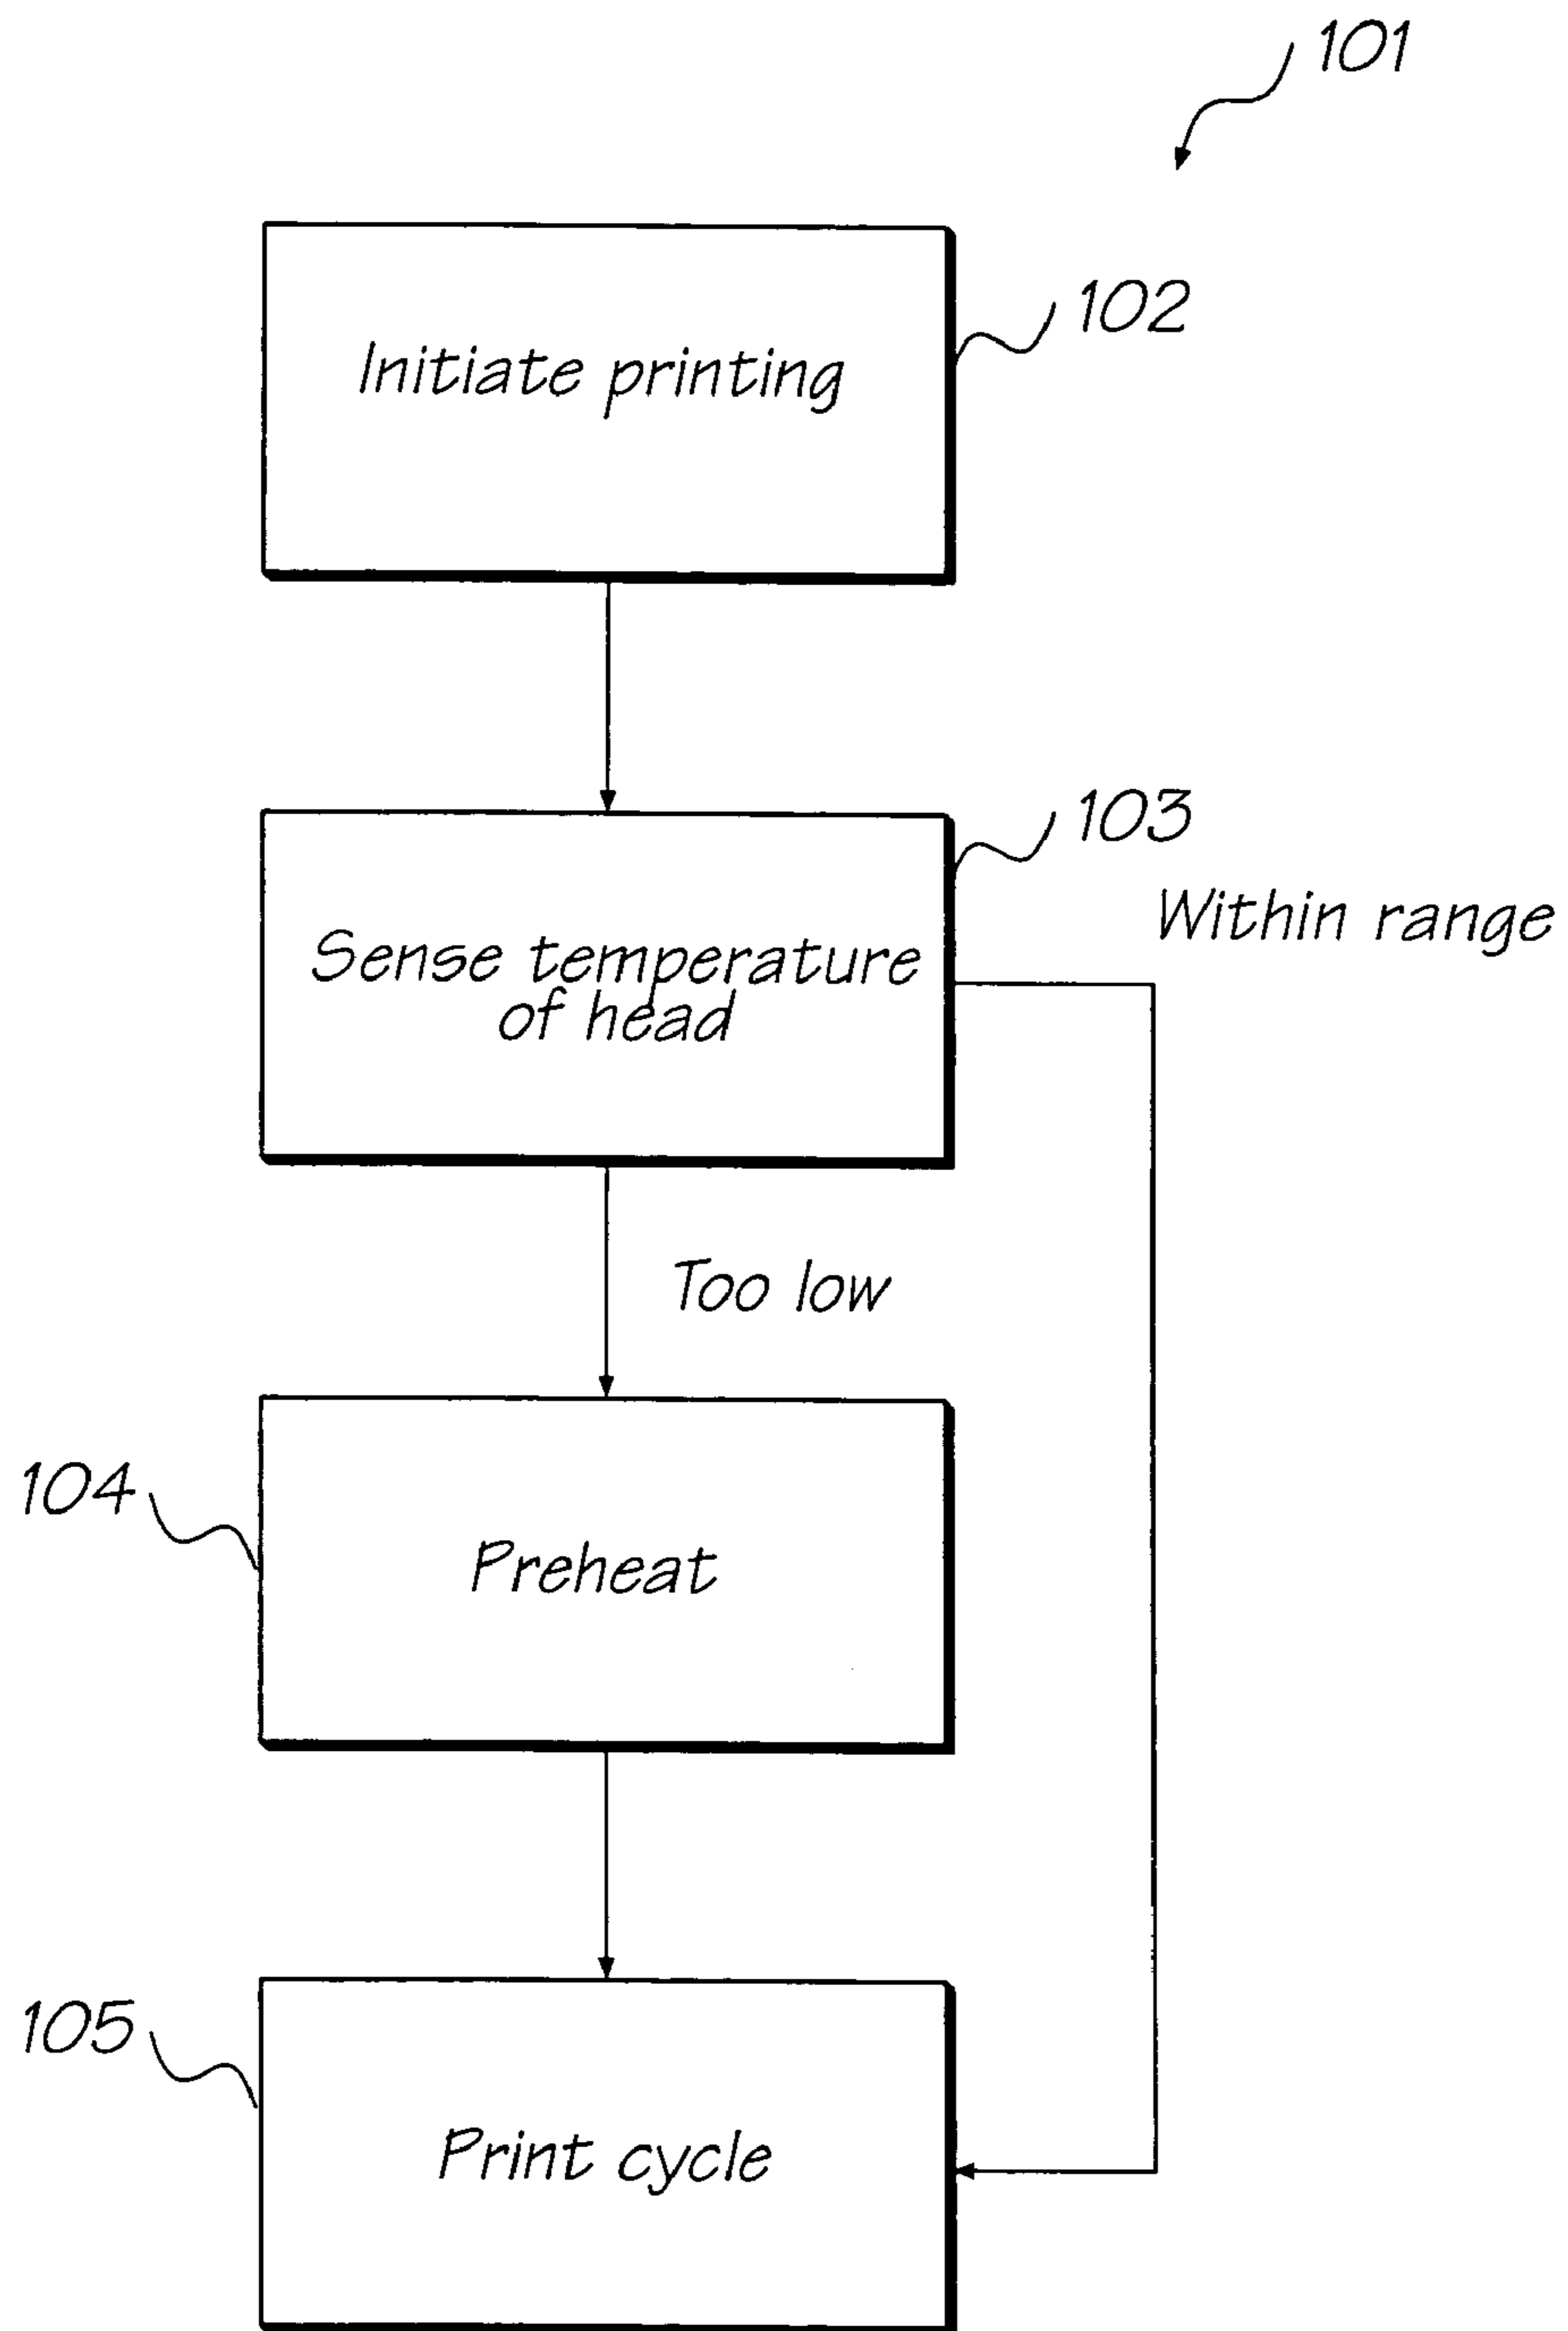 101
102
Initiate printing
103
Within range
Sense temperature
of head
Too low
104
Preheat
105
Print cycle